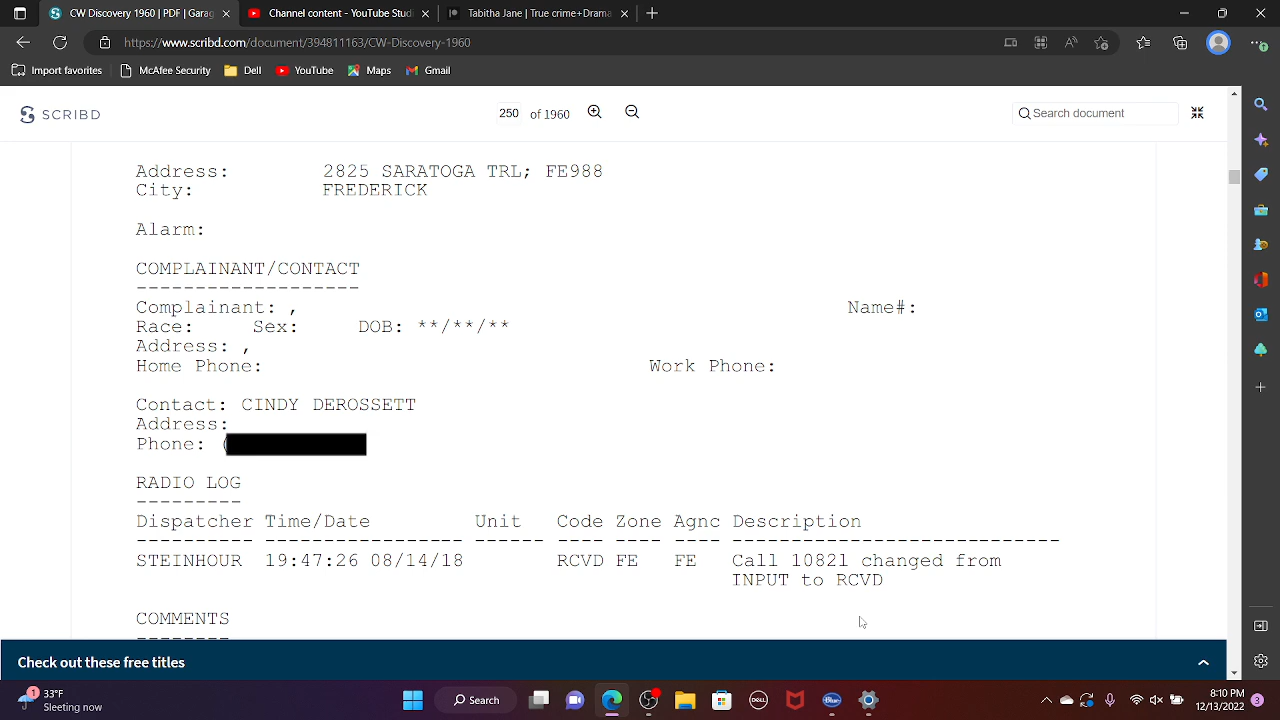 CW Discovery 1960 | PDF | Garag
Channel content - YouTube Stud
Tabitha Jane | True crime+Drama
https://www.scribd.com/document/394811163/CW-Discovery-1960
Import favorites
McAfee Security
Dell
YouTube
Maps
Gmail
SCRIBD
250 of 1960
Search document
Address: 2825 SARATOGA TRL; FE988
City: FREDERICK
Alarm:
COMPLAINANT/CONTACT
-------------------
Complainant: , Name#:
Race: Sex: DOB: **/**/**
Address: ,
Home Phone: Work Phone:
Contact: CINDY DEROSSETT
Address:
Phone: (
RADIO LOG
---------
Dispatcher Time/Date Unit Code Zone Agnc Description
---------- ----------------- ------ ---- ---- ---- ----------------------------
STEINHOUR 19:47:26 08/14/18 RCVD FE FE Call 10821 changed from
INPUT to RCVD
COMMENTS
--------
Check out these free titles
1
33°F
Seeting now
Search
DELL
Blue
8:10 PM
12/13/2022
3